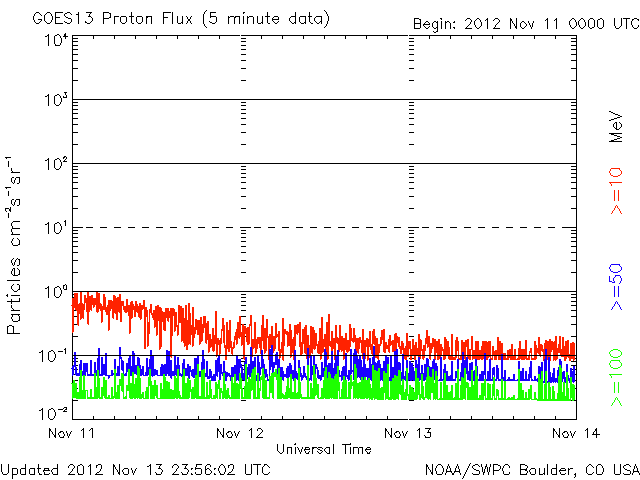 GOES13 Proton Flux (5 minute data)
Begin: 2012 Nov 11 0000 UTC
10⁴
10³
10²
10¹
10⁰
10⁻¹
10⁻²
Particles cm⁻²s⁻¹sr⁻¹
MeV
>=10
>=50
>=100
Nov 11
Nov 12
Nov 13
Nov 14
Universal Time
Updated 2012 Nov 13 23:56:02 UTC
NOAA/SWPC Boulder, CO USA